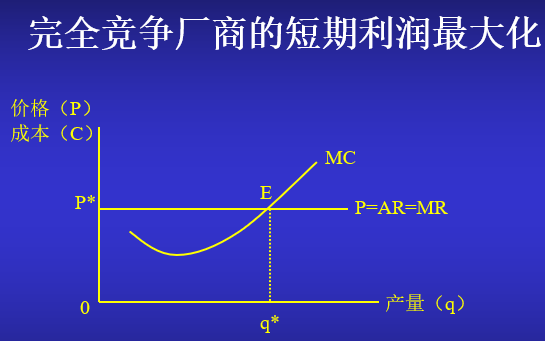 完全竞争厂商的短期利润最大化
价格（P）
成本（C）
MC
E
P*
P=AR=MR
0
产量（q）
q*